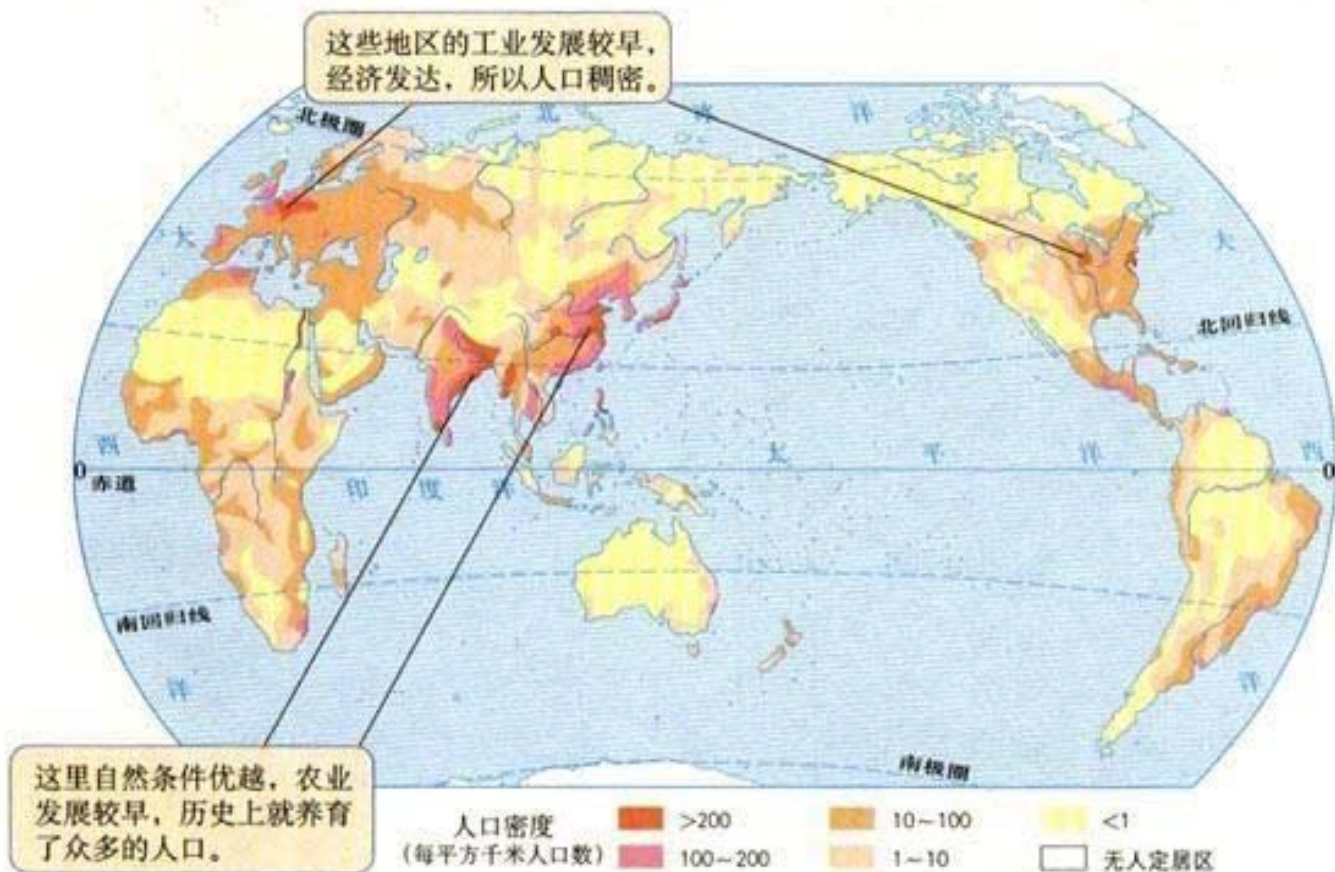 这些地区的工业发展较早，
经济发达，所以人口稠密。
北极圈
北 冰 洋
大
西
洋
大
西
洋
北回归线
太 平 洋
0
赤道
0
印 度 洋
南回归线
南极圈
这里自然条件优越，农业
发展较早，历史上就养育
了众多的人口。
人口密度
(每平方千米人口数)
>200
100~200
10~100
1~10
<1
无人定居区